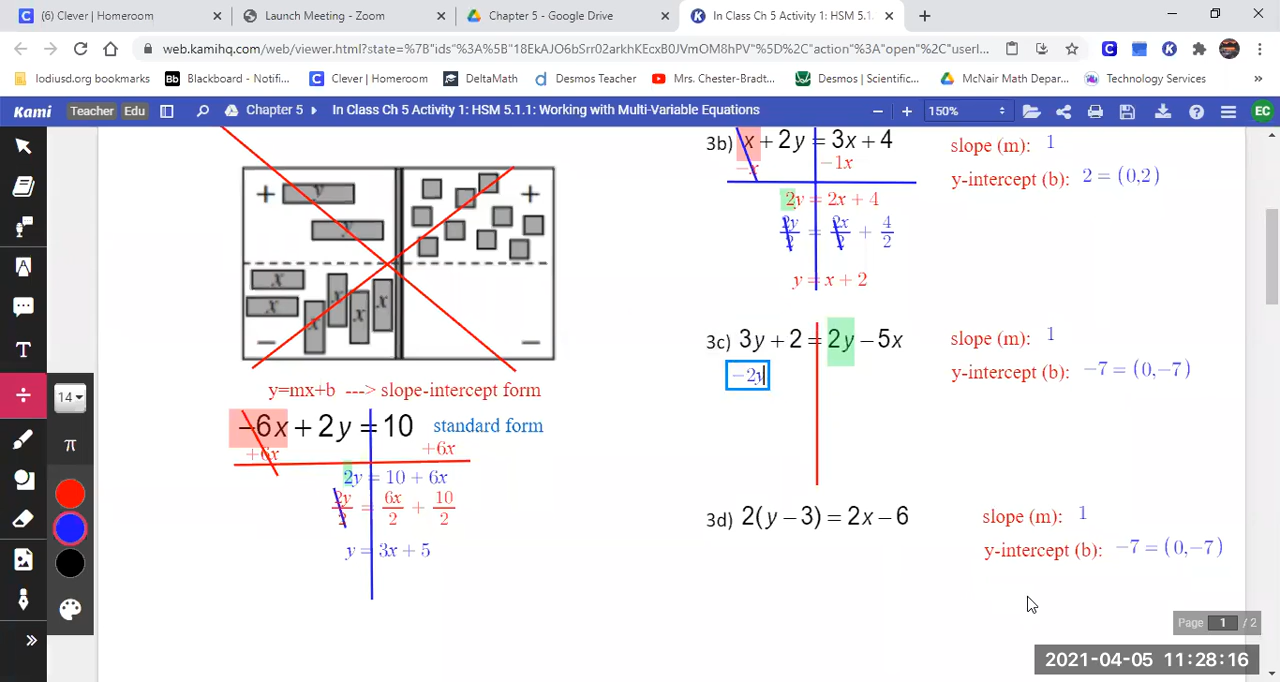 (6) Clever | Homeroom
Launch Meeting - Zoom
Chapter 5 - Google Drive
In Class Ch 5 Activity 1: HSM 5.1.
web.kamihq.com/web/viewer.html?state=%7B"ids"%3A%5B"18EkAJO6bSrr02arkhKEcxB0JVmOM8hPV"%5D%2C"action"%3A"open"%2C"userI...
lodiusd.org bookmarks
Blackboard - Notifi...
Clever | Homeroom
DeltaMath
Desmos Teacher
Mrs. Chester-Bradt...
Desmos | Scientific...
McNair Math Depar...
Technology Services
»
Kami Teacher Edu
Chapter 5
In Class Ch 5 Activity 1: HSM 5.1.1: Working with Multi-Variable Equations
150%
EC
14
π
+ y
y
+
x
x
x
x
x
x
−
−
y=mx+b ---> slope-intercept form
−6x + 2y = 10 standard form
+6x +6x
2y = 10 + 6x
2y/2 = 6x/2 + 10/2
y = 3x + 5
3b) x + 2y = 3x + 4
−x −1x
2y = 2x + 4
2y/2 = 2x/2 + 4/2
y = x + 2
slope (m): 1
y-intercept (b): 2 = (0,2)
3c) 3y + 2 = 2y − 5x
−2y
slope (m): 1
y-intercept (b): −7 = (0,−7)
3d) 2(y − 3) = 2x − 6
slope (m): 1
y-intercept (b): −7 = (0,−7)
Page 1 / 2
2021-04-05 11:28:16